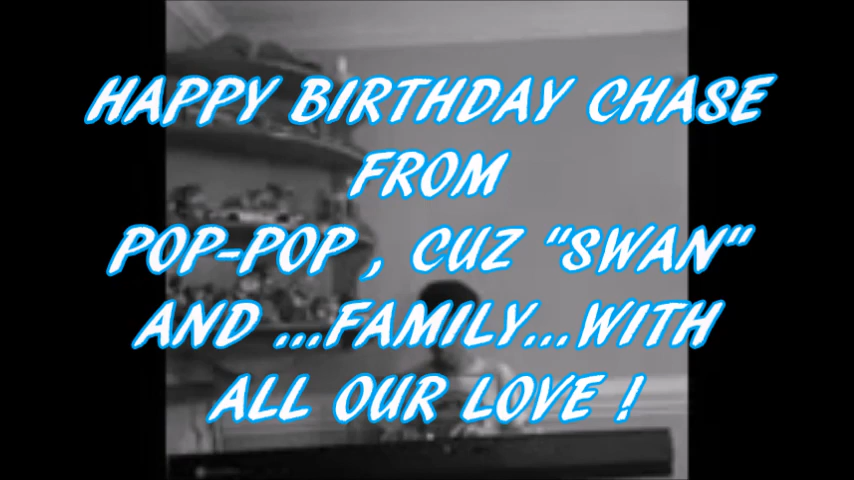 HAPPY BIRTHDAY CHASE
FROM
POP-POP , CUZ "SWAN"
AND ...FAMILY...WITH
ALL OUR LOVE !